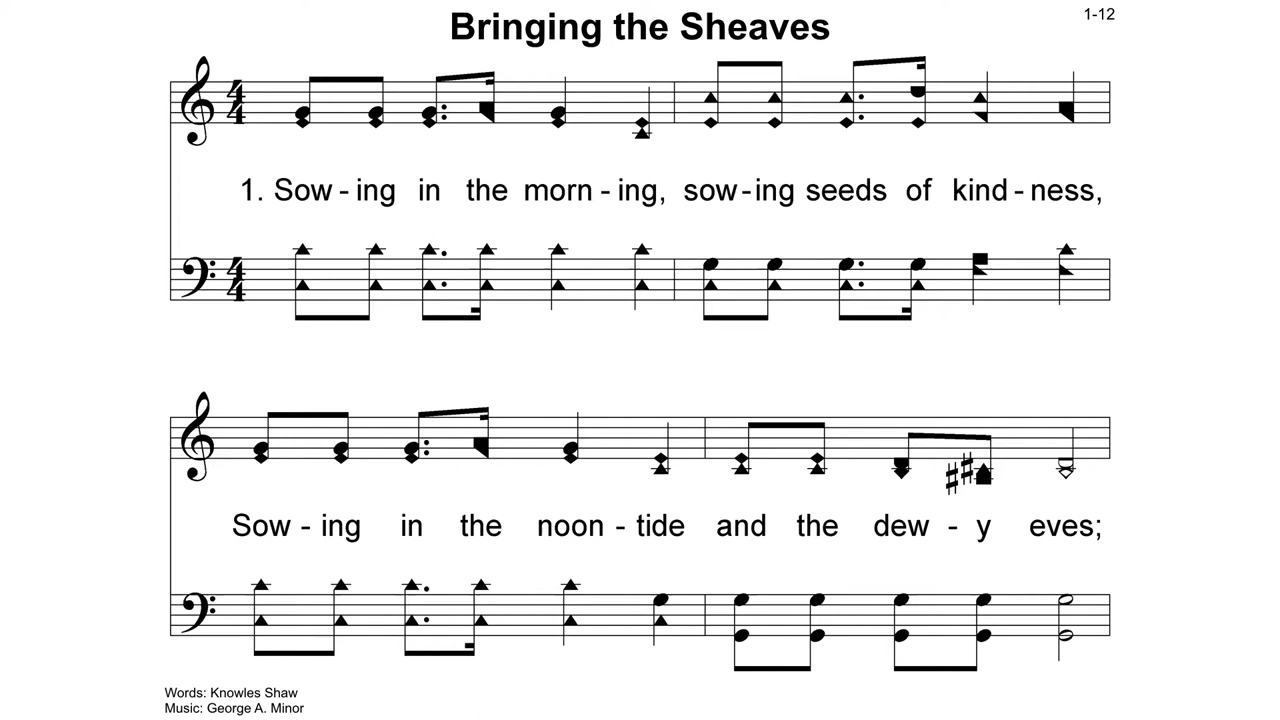 Bringing the Sheaves
1-12
1. Sow - ing in the morn - ing, sow - ing seeds of kind - ness,
Sow - ing in the noon - tide and the dew - y eves;
Words: Knowles Shaw
Music: George A. Minor